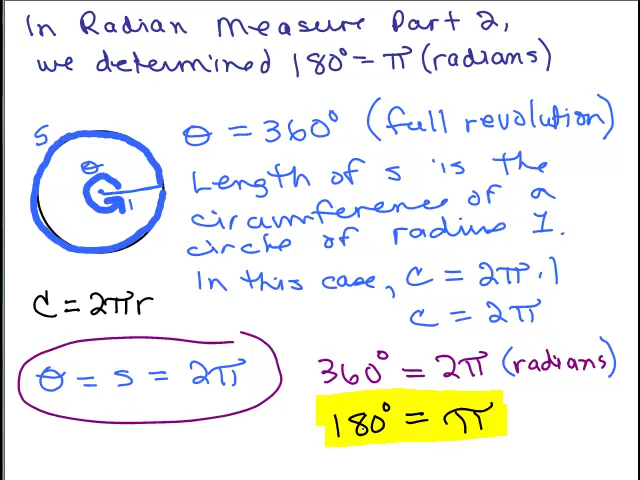 In Radian Measure Part 2,
we determined 180° = π (radians)
S
θ
1
θ = 360° (full revolution)
Length of s is the
circumference of a
circle of radius 1.
In this case, C = 2π·1
C = 2π
C = 2πr
θ = s = 2π
360° = 2π (radians)
180° = π